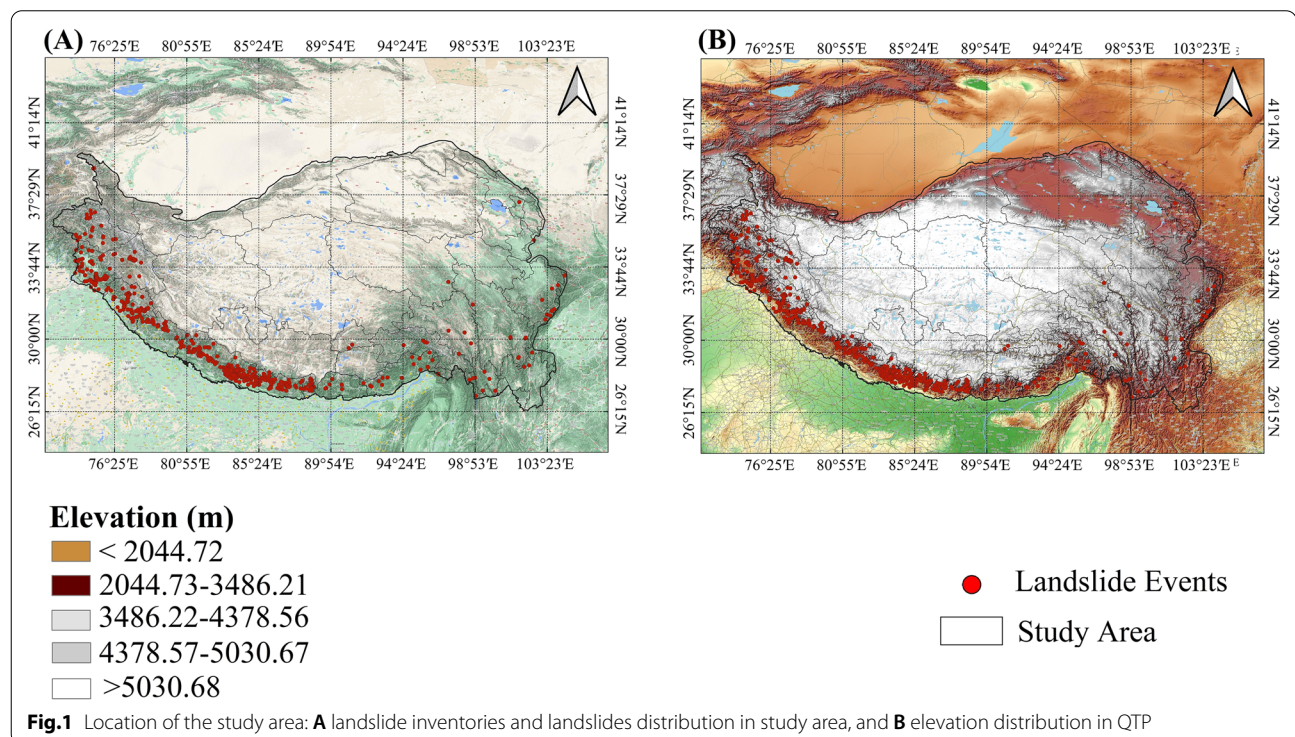 (A)
76°25′E 80°55′E 85°24′E 89°54′E 94°24′E 98°53′E 103°23′E
41°14′N 41°14′N
37°29′N 37°29′N
33°44′N 33°44′N
30°00′N 30°00′N
26°15′N 26°15′N
76°25′E 80°55′E 85°24′E 89°54′E 94°24′E 98°53′E 103°23′E
(B)
76°25′E 80°55′E 85°24′E 89°54′E 94°24′E 98°53′E 103°23′E
41°14′N 41°14′N
37°29′N 37°29′N
33°44′N 33°44′N
30°00′N 30°00′N
26°15′N 26°15′N
76°25′E 80°55′E 85°24′E 89°54′E 94°24′E 98°53′E 103°23′E E
Elevation (m)
< 2044.72
2044.73-3486.21
3486.22-4378.56
4378.57-5030.67
>5030.68
Landslide Events
Study Area
Fig.1 Location of the study area: A landslide inventories and landslides distribution in study area, and B elevation distribution in QTP